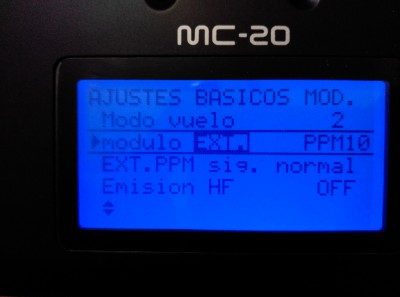 mc-20
AJUSTES BASICOS MOD.
Modo vuelo 2
modulo EXT. PPM10
EXT.PPM sig. normal
Emision HF OFF